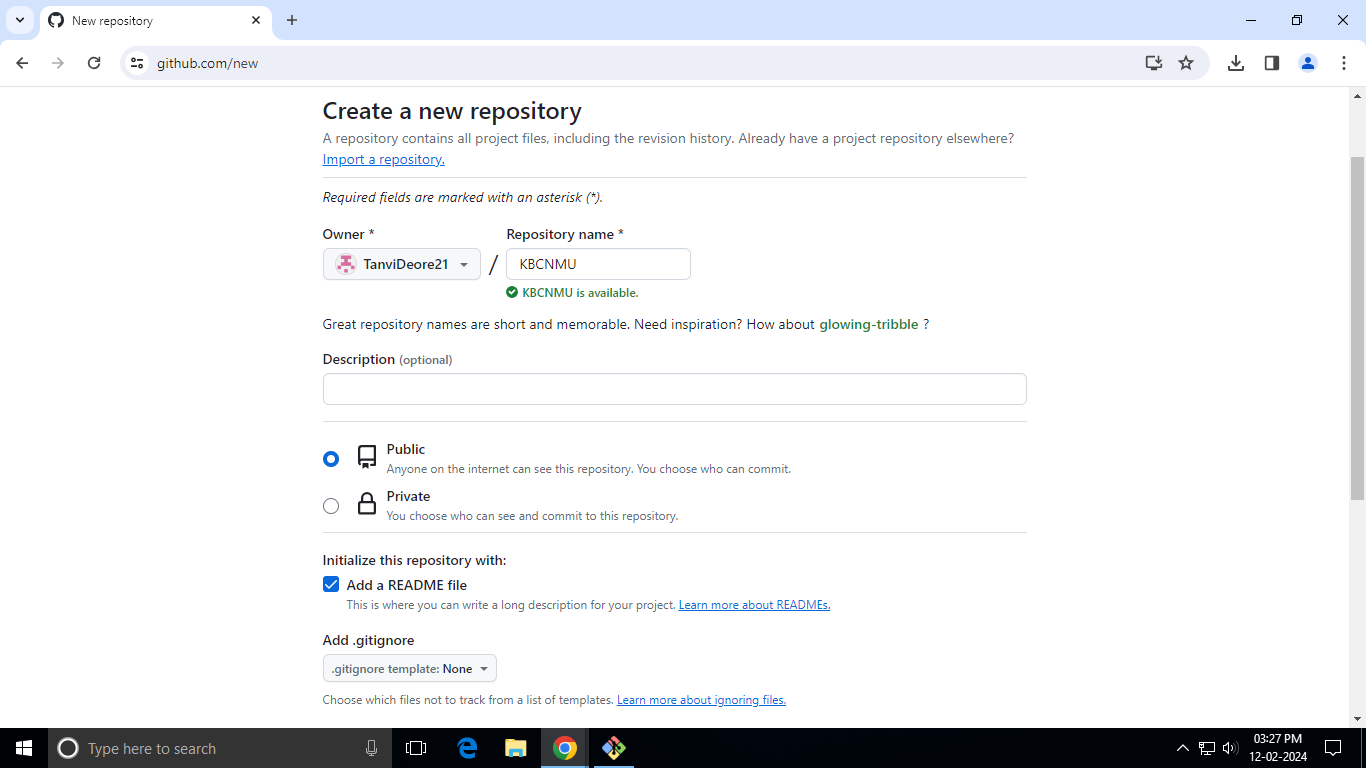 New repository
github.com/new
Create a new repository
A repository contains all project files, including the revision history. Already have a project repository elsewhere?
Import a repository.
Required fields are marked with an asterisk (*).
Owner *
Repository name *
TanviDeore21
/
KBCNMU
KBCNMU is available.
Great repository names are short and memorable. Need inspiration? How about glowing-tribble ?
Description (optional)
Public
Anyone on the internet can see this repository. You choose who can commit.
Private
You choose who can see and commit to this repository.
Initialize this repository with:
Add a README file
This is where you can write a long description for your project. Learn more about READMEs.
Add .gitignore
.gitignore template: None
Choose which files not to track from a list of templates. Learn more about ignoring files.
Type here to search
03:27 PM
12-02-2024